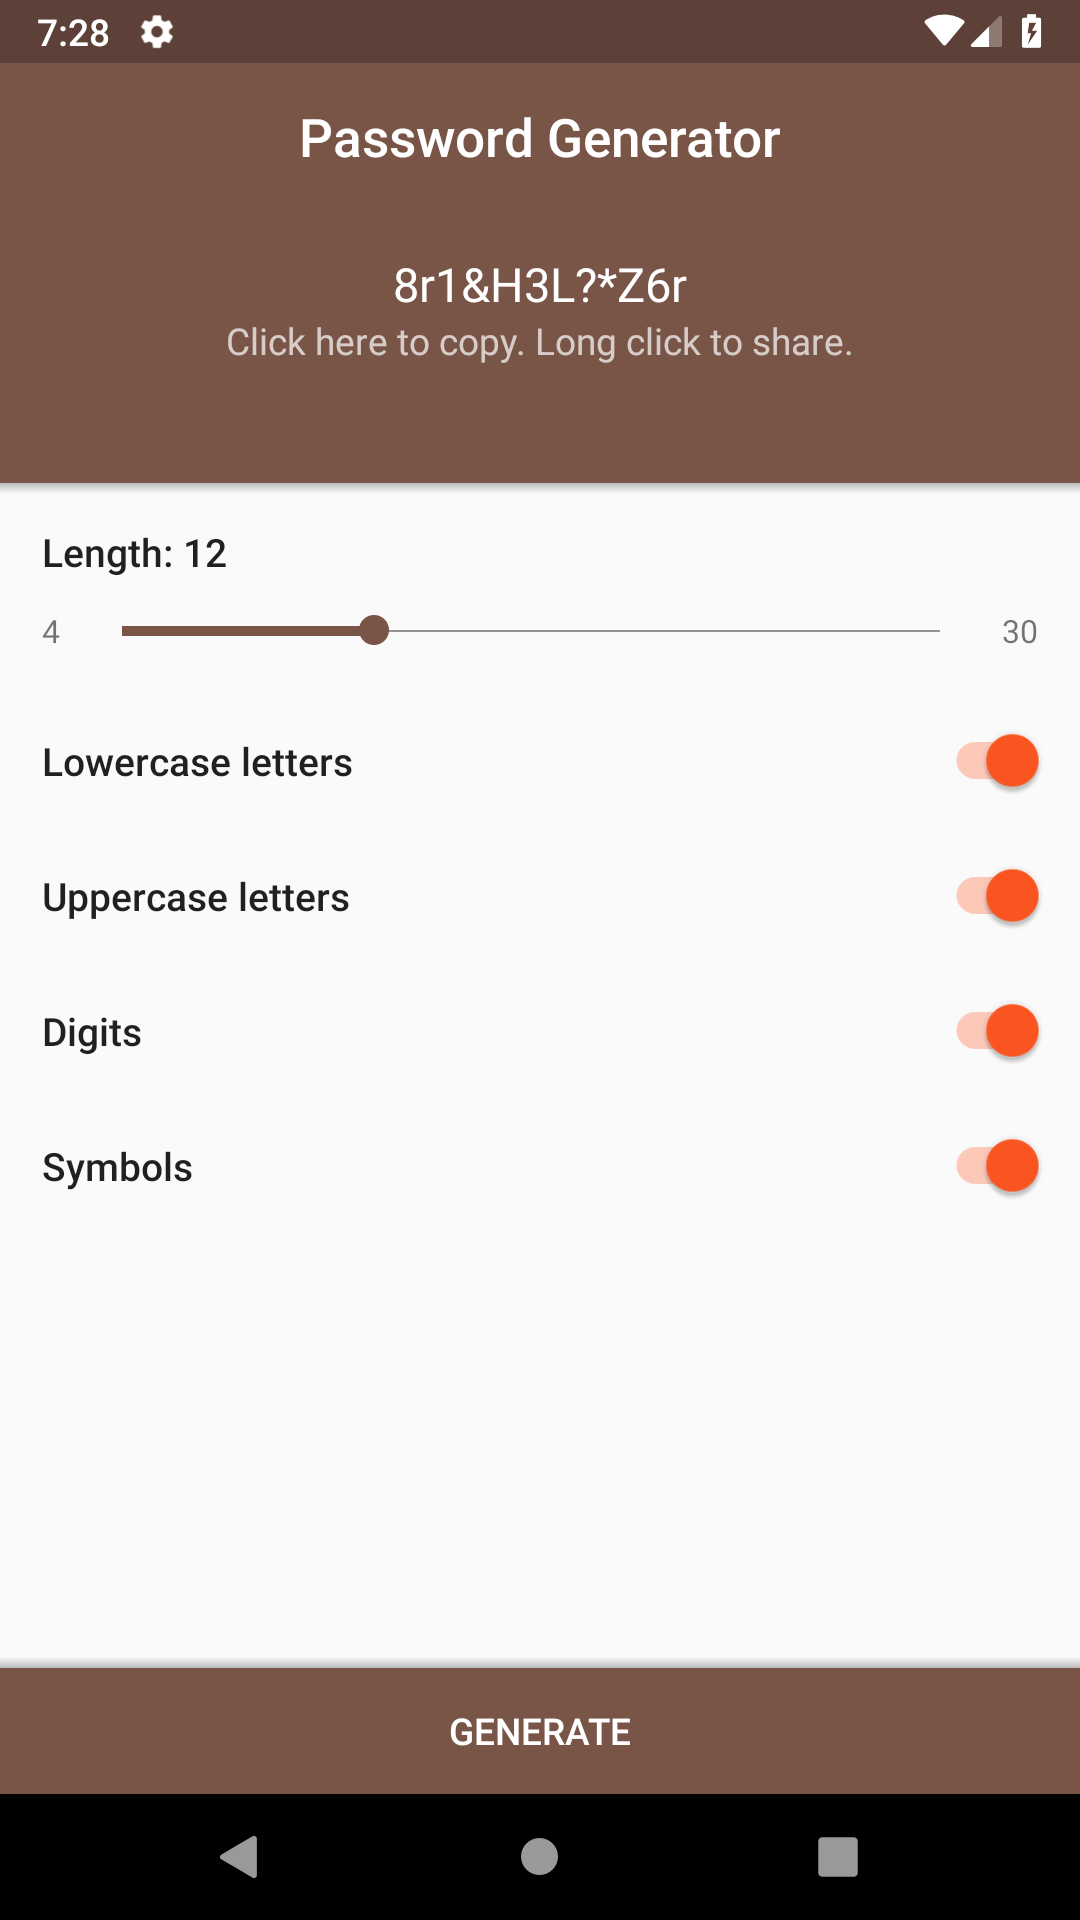 7:28
Password Generator
8r1&H3L?*Z6r
Click here to copy. Long click to share.
Length: 12
4
30
Lowercase letters
Uppercase letters
Digits
Symbols
GENERATE